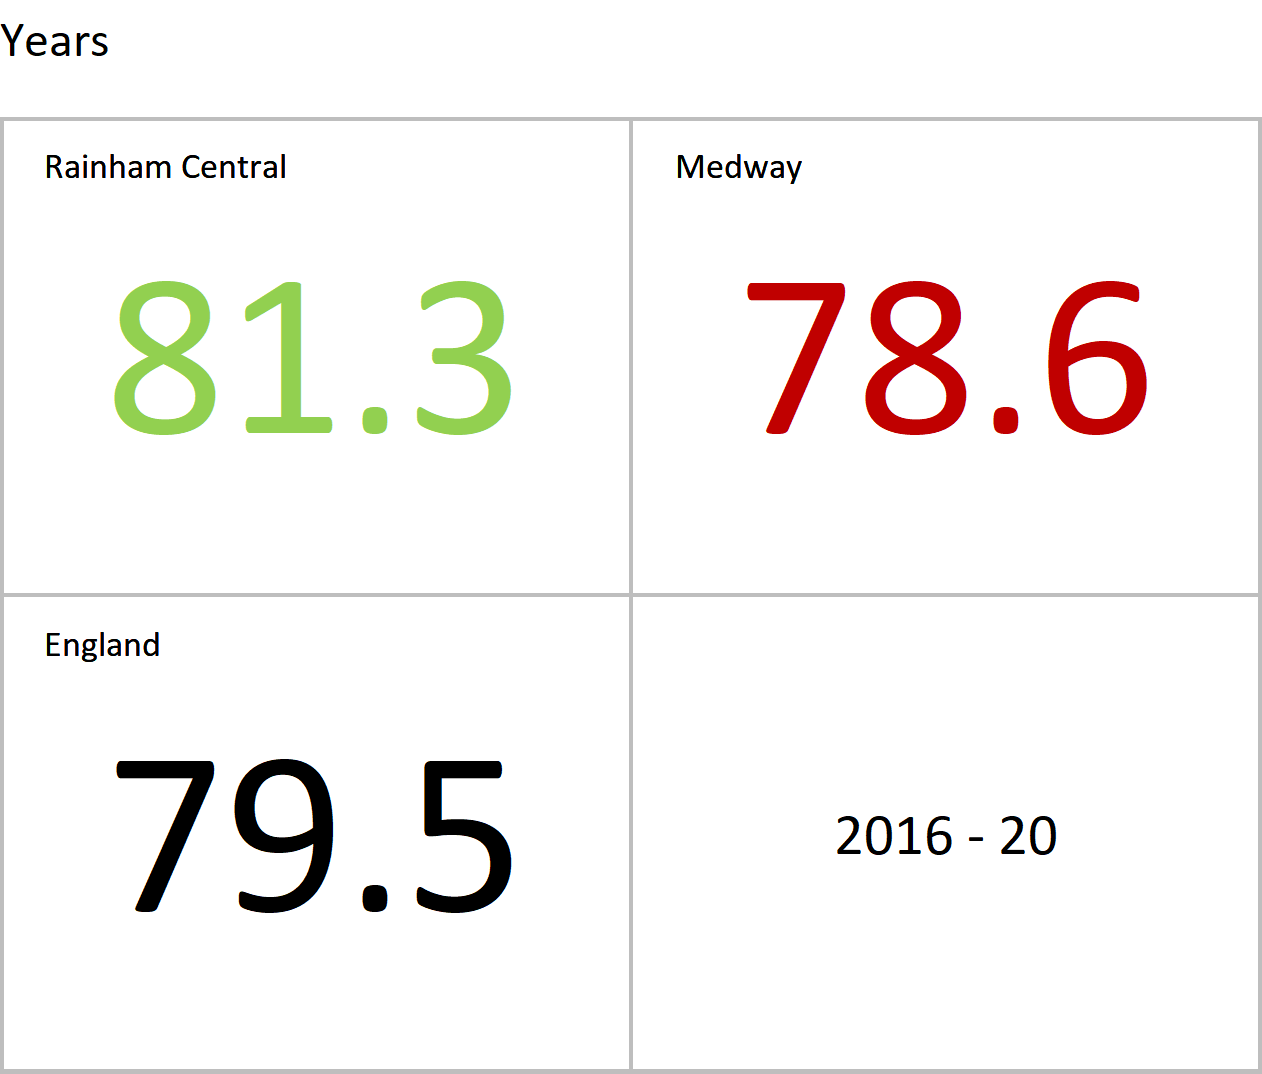 Years
Rainham Central
81.3
Medway
78.6
England
79.5
2016 - 20